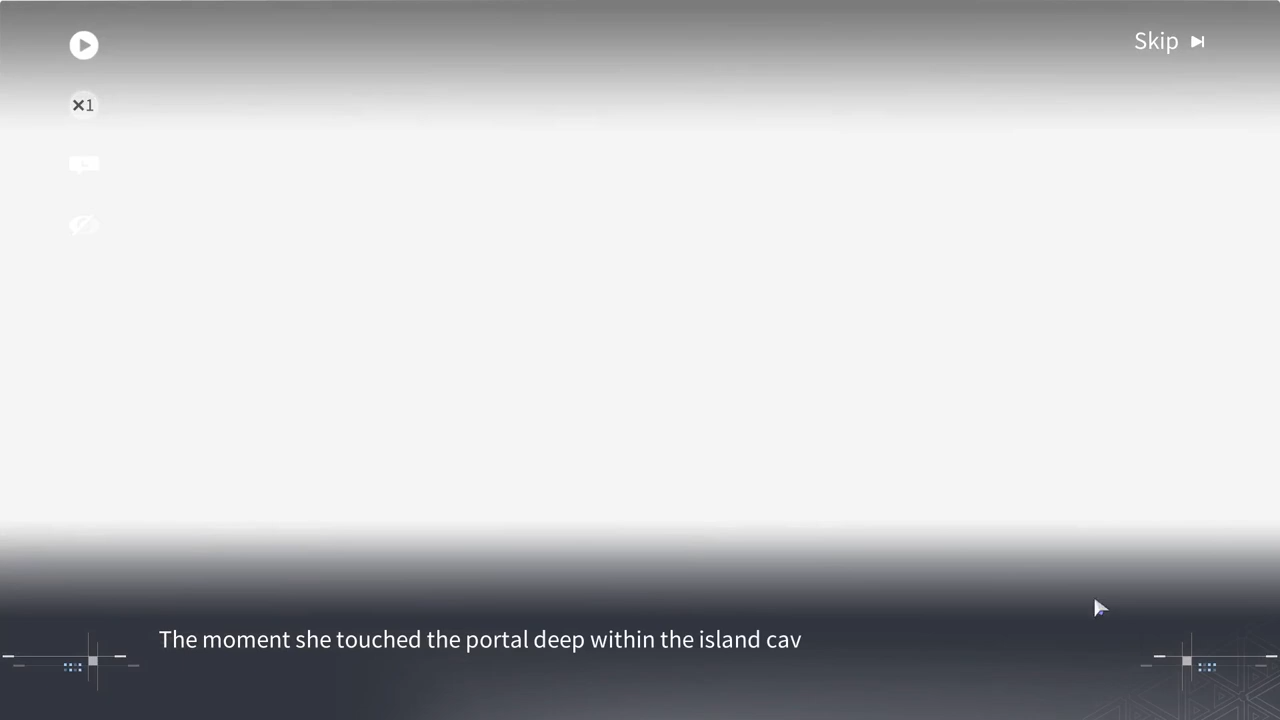 Skip
×1
The moment she touched the portal deep within the island cav